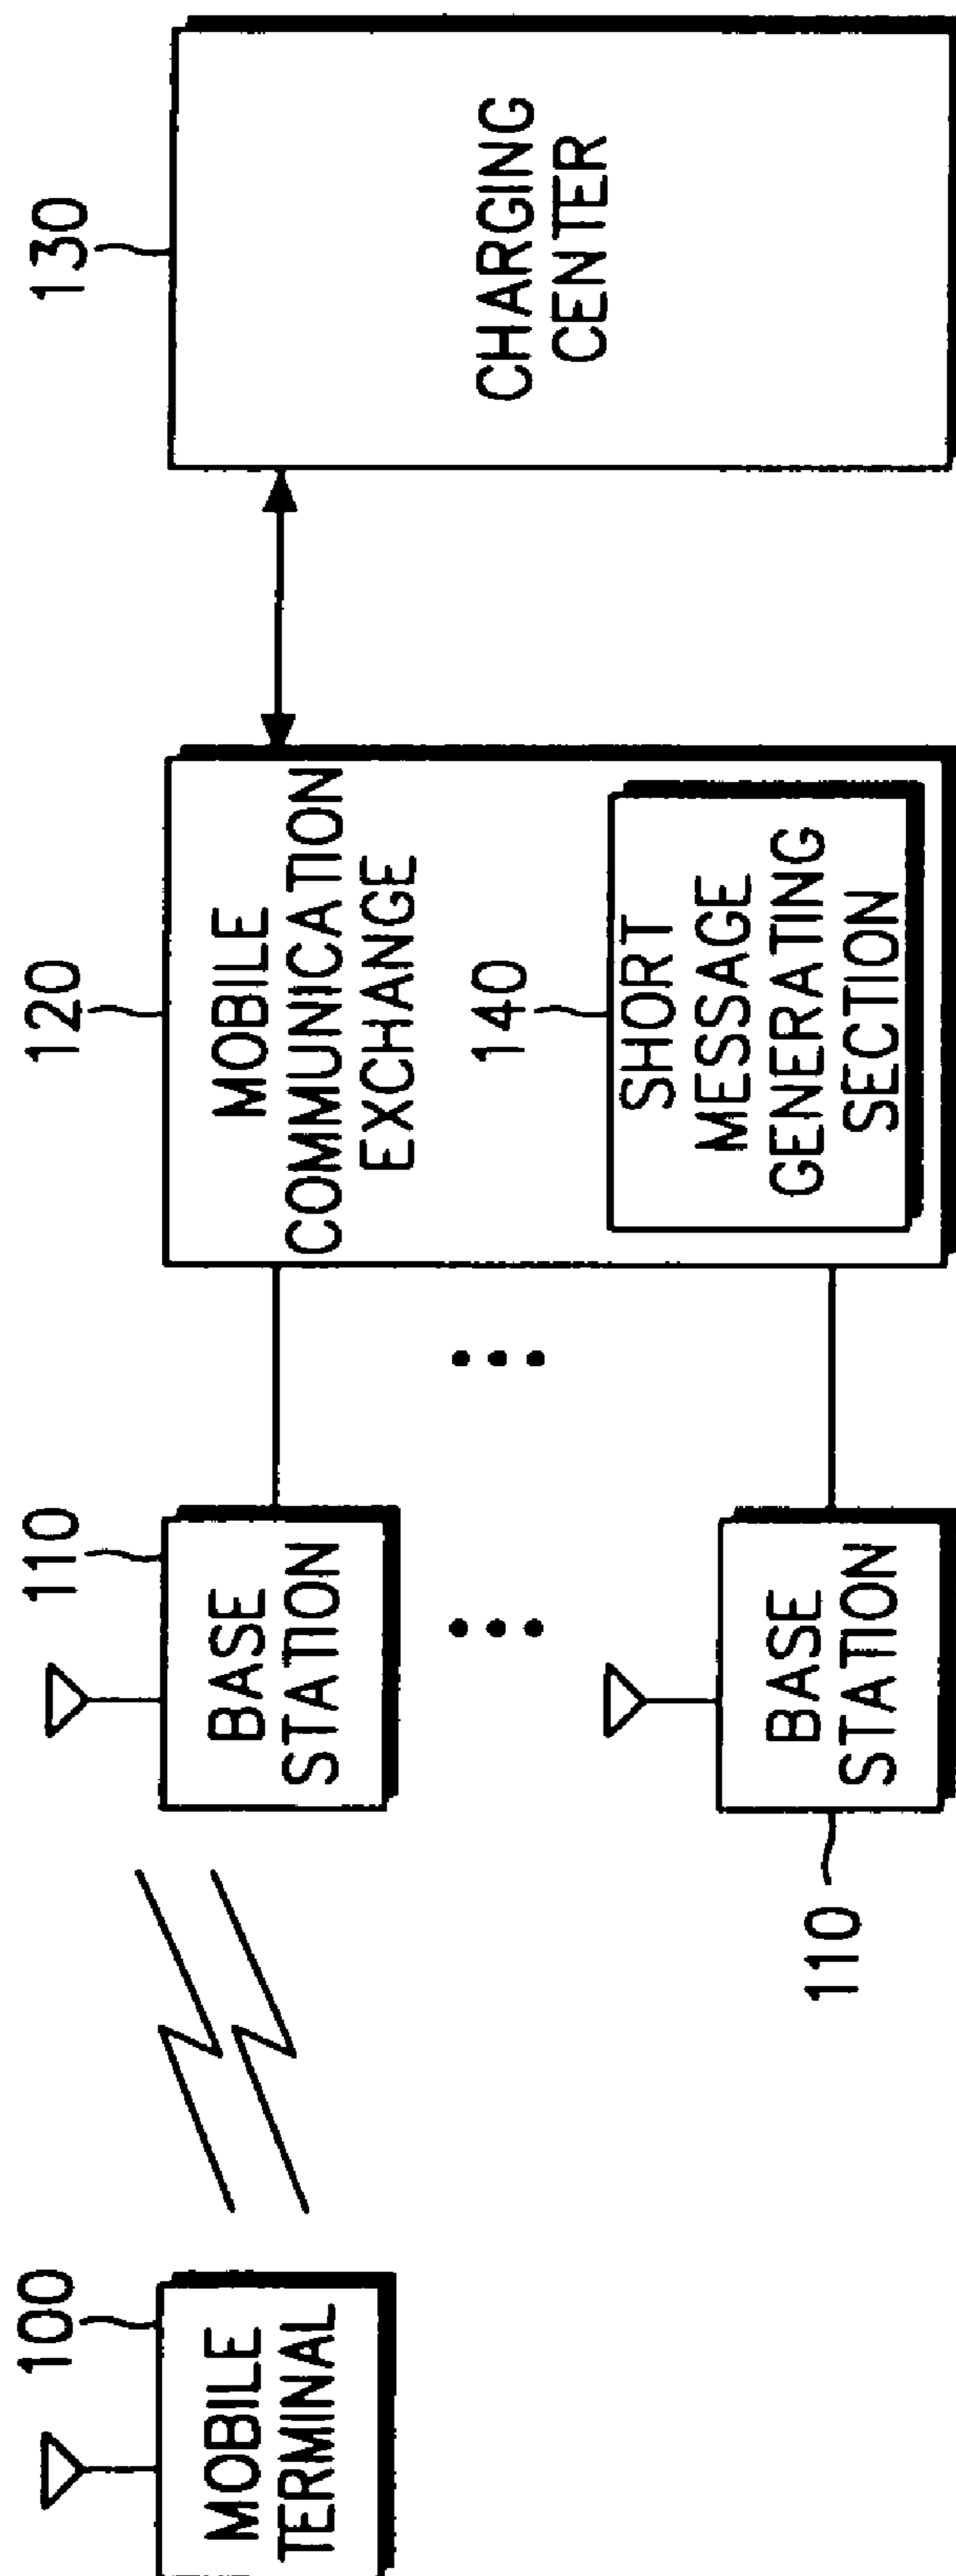 100
MOBILE
TERMINAL
110
BASE
STATION
BASE
STATION
110
120
MOBILE
COMMUNICATION
EXCHANGE
140
SHORT
MESSAGE
GENERATING
SECTION
130
CHARGING
CENTER